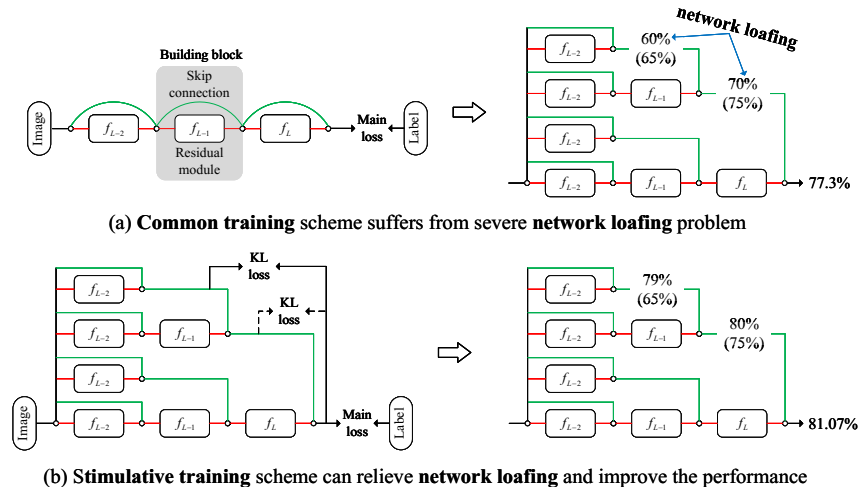 Building block
Skip
connection
Image
f_{L-2}
f_{L-1}
f_L
Main
loss
Label
Residual
module
network loafing
f_{L-2}
60%
(65%)
f_{L-2}
f_{L-1}
70%
(75%)
f_{L-2}
f_{L-2}
f_{L-1}
f_L
77.3%
(a) Common training scheme suffers from severe network loafing problem
KL
loss
f_{L-2}
KL
loss
f_{L-2}
f_{L-1}
f_{L-2}
Image
f_{L-2}
f_{L-1}
f_L
Main
loss
Label
f_{L-2}
79%
(65%)
f_{L-2}
f_{L-1}
80%
(75%)
f_{L-2}
f_{L-2}
f_{L-1}
f_L
81.07%
(b) Stimulative training scheme can relieve network loafing and improve the performance